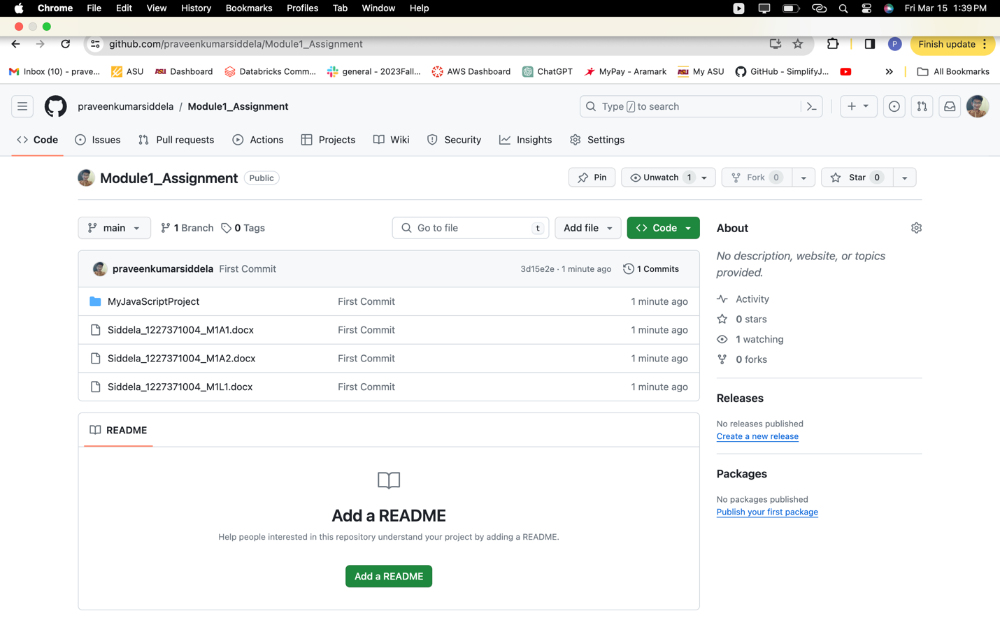 Chrome File Edit View History Bookmarks Profiles Tab Window Help Fri Mar 15 1:39 PM
github.com/praveenkumarsiddela/Module1_Assignment P Finish update
Inbox (10) - prave... ASU Dashboard Databricks Comm... general - 2023Fall... AWS Dashboard ChatGPT MyPay - Aramark My ASU GitHub - SimplifyJ... » All Bookmarks
praveenkumarsiddela / Module1_Assignment Type / to search
Code Issues Pull requests Actions Projects Wiki Security Insights Settings
Module1_Assignment Public Pin Unwatch 1 Fork 0 Star 0
main 1 Branch 0 Tags Go to file t Add file Code
praveenkumarsiddela First Commit 3d15e2e · 1 minute ago 1 Commits
MyJavaScriptProject First Commit 1 minute ago
Siddela_1227371004_M1A1.docx First Commit 1 minute ago
Siddela_1227371004_M1A2.docx First Commit 1 minute ago
Siddela_1227371004_M1L1.docx First Commit 1 minute ago
README
Add a README
Help people interested in this repository understand your project by adding a README.
Add a README
About
No description, website, or topics
provided.
Activity
0 stars
1 watching
0 forks
Releases
No releases published
Create a new release
Packages
No packages published
Publish your first package